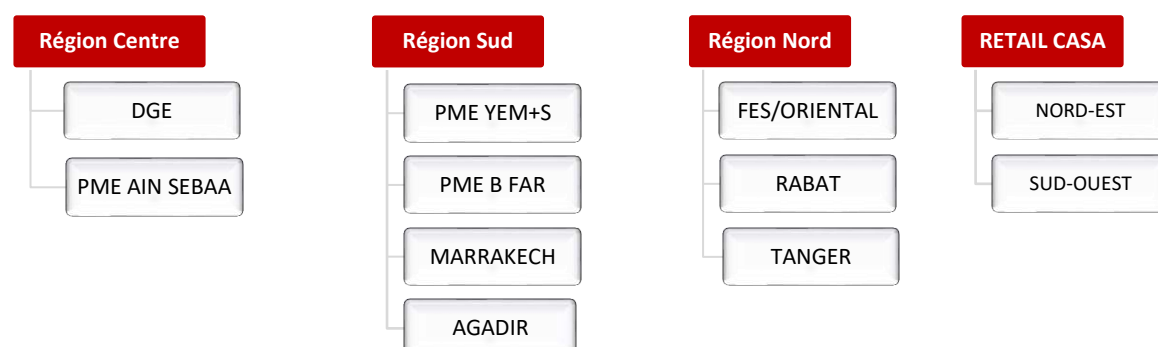 Région Centre
DGE
PME AIN SEBAA
Région Sud
PME YEM+S
PME B FAR
MARRAKECH
AGADIR
Région Nord
FES/ORIENTAL
RABAT
TANGER
RETAIL CASA
NORD-EST
SUD-OUEST